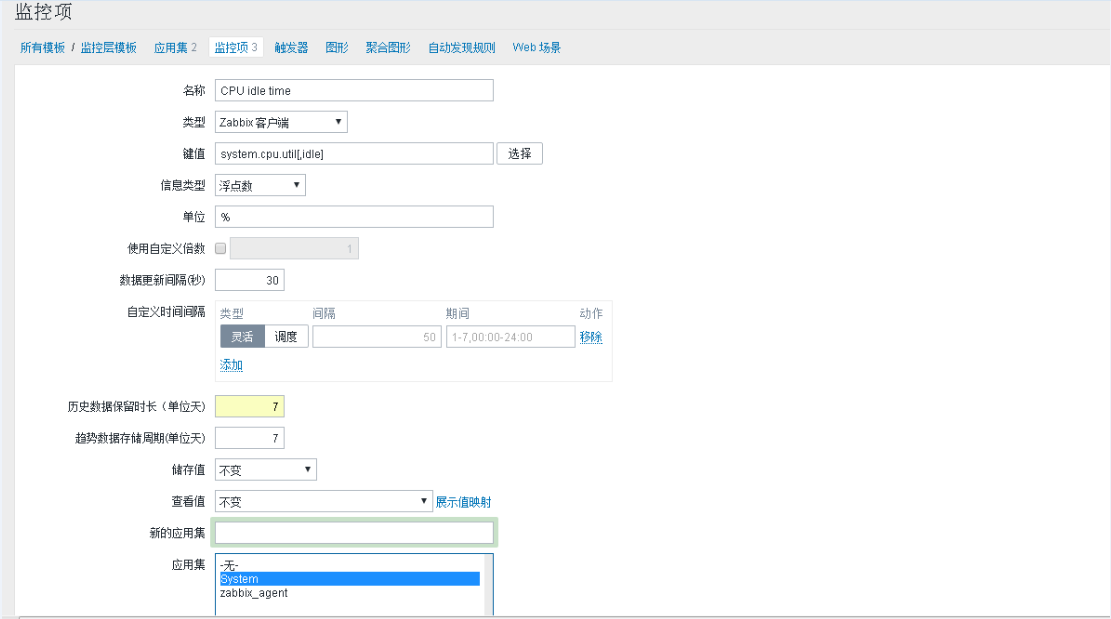 监控项
所有模板 / 监控层模板 应用集 2 监控项 3 触发器 图形 聚合图形 自动发现规则 Web 场景
名称 CPU idle time
类型 Zabbix 客户端
键值 system.cpu.util[,idle] 选择
信息类型 浮点数
单位 %
使用自定义倍数 1
数据更新间隔(秒) 30
自定义时间间隔 类型 间隔 期间 动作
灵活 调度 50 1-7,00:00-24:00 移除
添加
历史数据保留时长（单位天) 7
趋势数据存储周期(单位天) 7
储存值 不变
查看值 不变 展示值映射
新的应用集
应用集 -无-
System
zabbix_agent